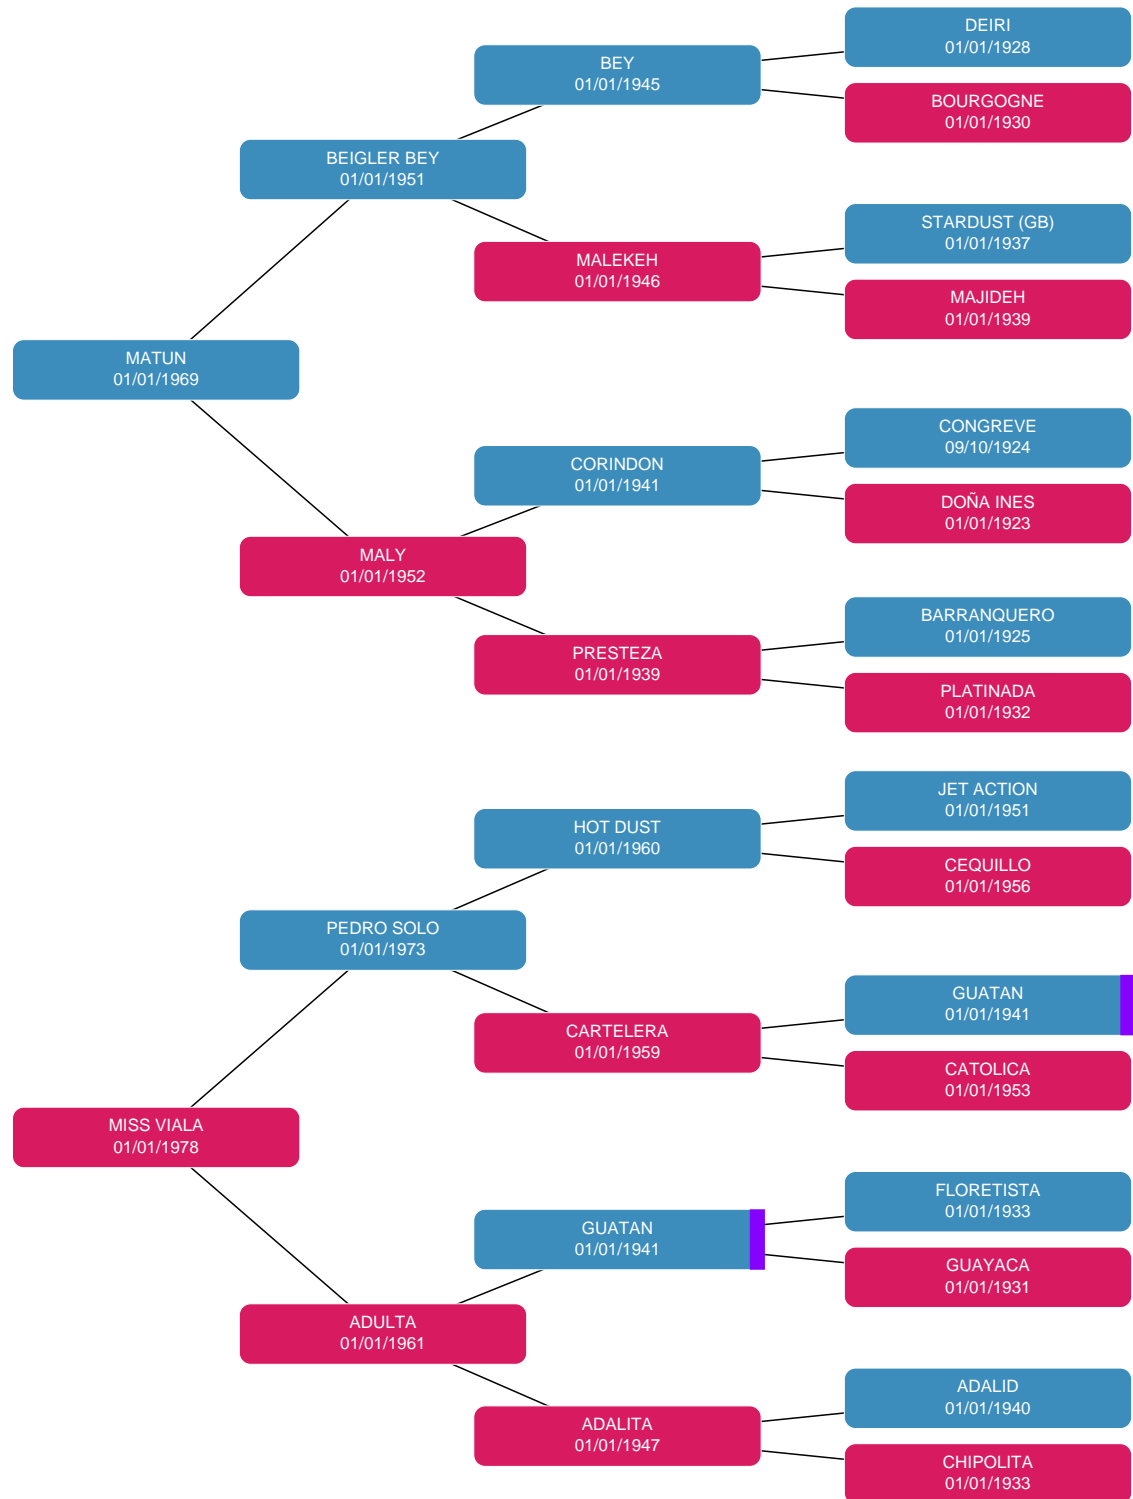 DEIRI
01/01/1928
BEY
01/01/1945
BOURGOGNE
01/01/1930
BEIGLER BEY
01/01/1951
STARDUST (GB)
01/01/1937
MALEKEH
01/01/1946
MAJIDEH
01/01/1939
MATUN
01/01/1969
CONGREVE
09/10/1924
CORINDON
01/01/1941
DOÑA INES
01/01/1923
MALY
01/01/1952
BARRANQUERO
01/01/1925
PRESTEZA
01/01/1939
PLATINADA
01/01/1932
JET ACTION
01/01/1951
HOT DUST
01/01/1960
CEQUILLO
01/01/1956
PEDRO SOLO
01/01/1973
GUATAN
01/01/1941
CARTELERA
01/01/1959
CATOLICA
01/01/1953
MISS VIALA
01/01/1978
FLORETISTA
01/01/1933
GUATAN
01/01/1941
GUAYACA
01/01/1931
ADULTA
01/01/1961
ADALID
01/01/1940
ADALITA
01/01/1947
CHIPOLITA
01/01/1933